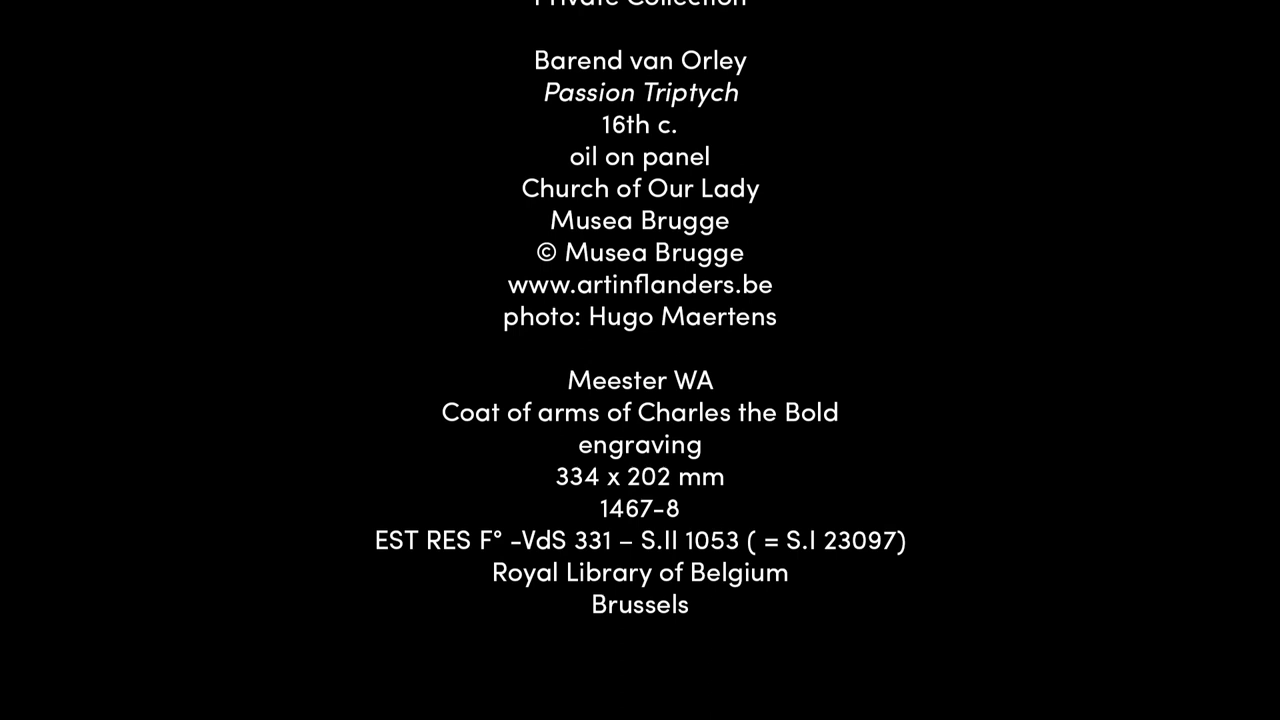 Private Collection
Barend van Orley
Passion Triptych
16th c.
oil on panel
Church of Our Lady
Musea Brugge
© Musea Brugge
www.artinflanders.be
photo: Hugo Maertens
Meester WA
Coat of arms of Charles the Bold
engraving
334 x 202 mm
1467-8
EST RES F° -VdS 331 – S.II 1053 ( = S.I 23097)
Royal Library of Belgium
Brussels